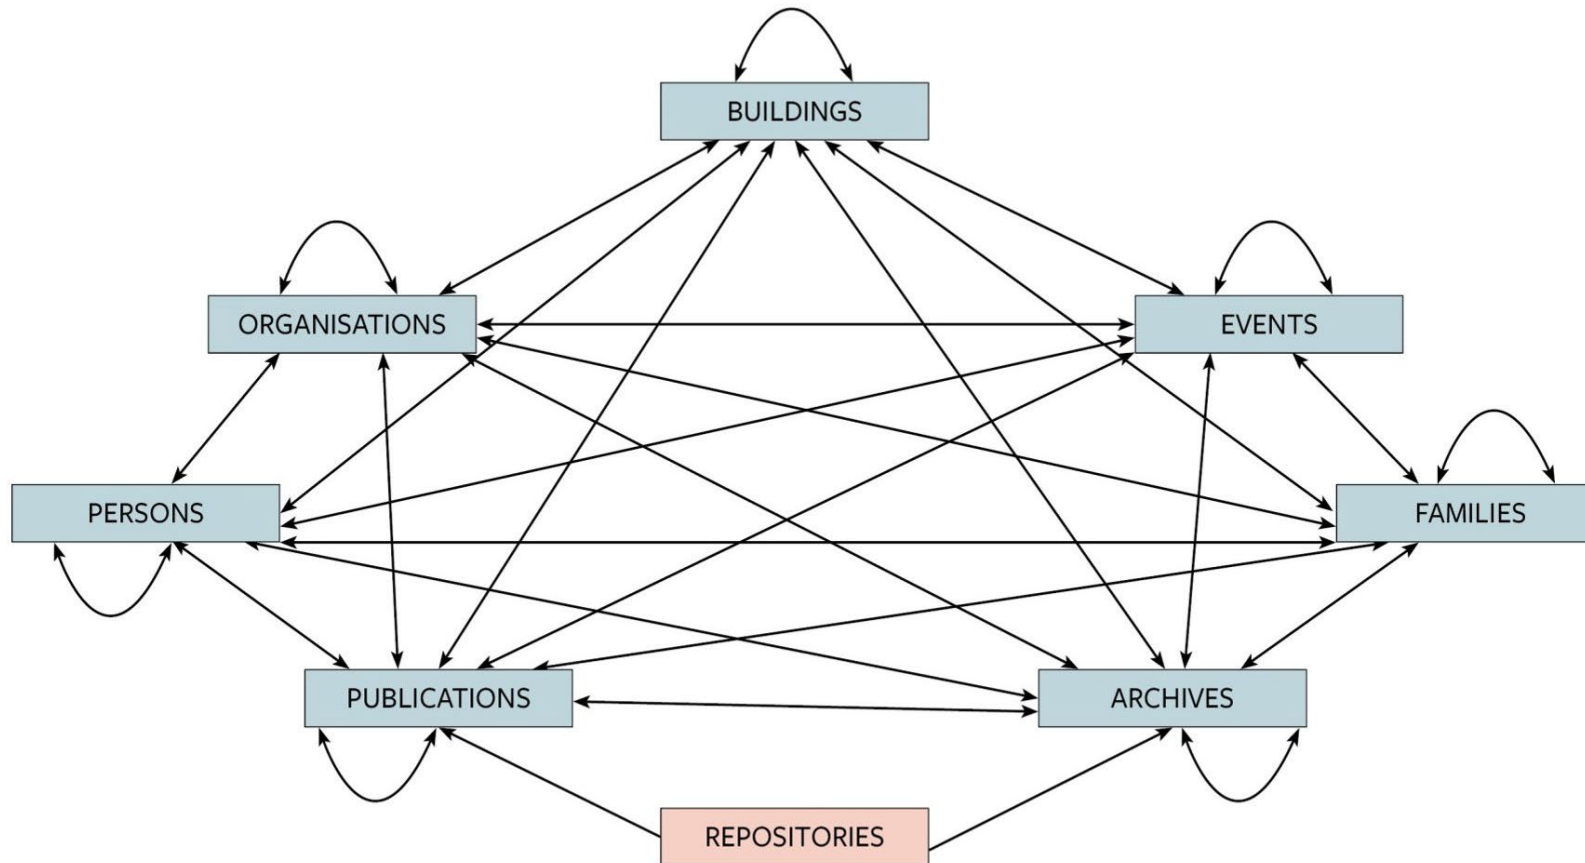 BUILDINGS
ORGANISATIONS
EVENTS
PERSONS
FAMILIES
PUBLICATIONS
ARCHIVES
REPOSITORIES